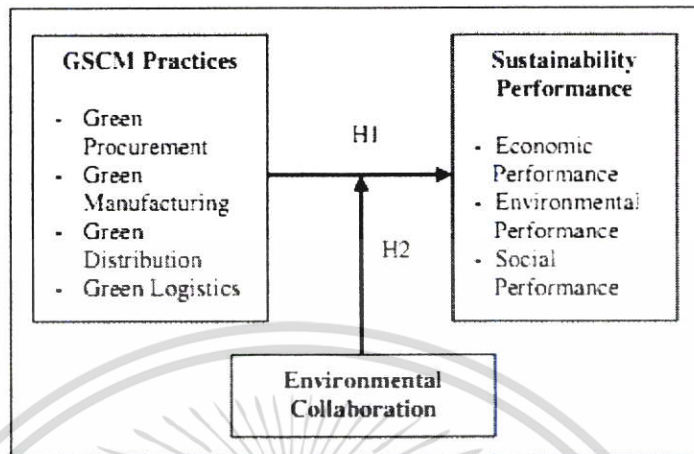 GSCM Practices
- Green
Procurement
- Green
Manufacturing
- Green
Distribution
- Green Logistics
H1
H2
Sustainability
Performance
- Economic
Performance
- Environmental
Performance
- Social
Performance
Environmental
Collaboration